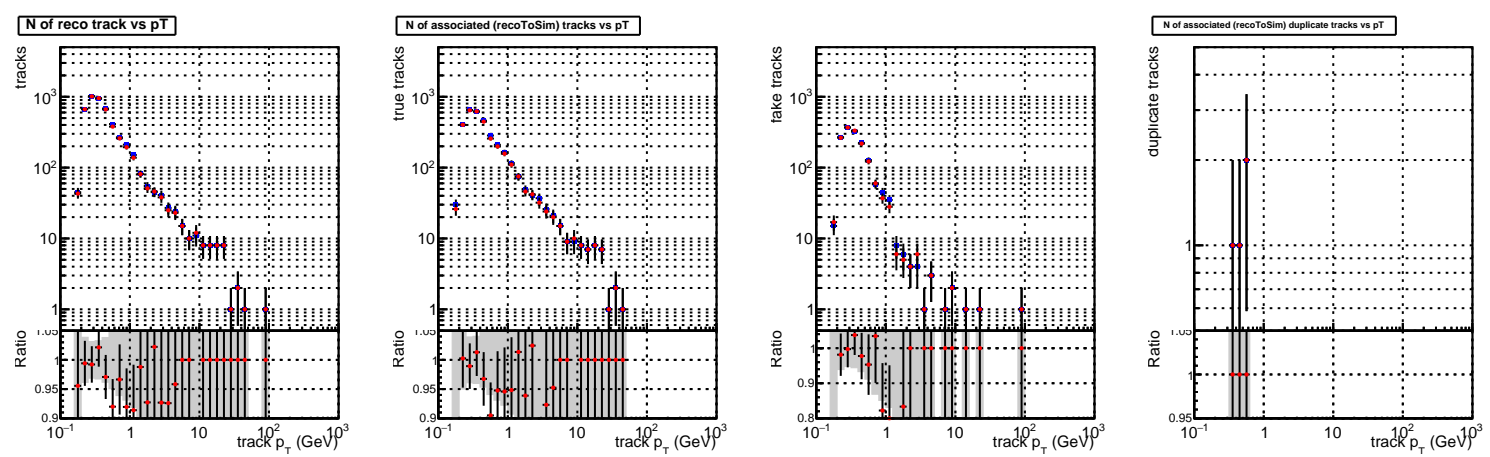 N of reco track vs pT
tracks
10³
10²
10
1
Ratio
1.05
1
0.95
0.9
10⁻¹ 1 10 10² 10³
track p_T (GeV)
N of associated (recoToSim) tracks vs pT
true tracks
10³
10²
10
1
Ratio
1.05
1
0.95
0.9
10⁻¹ 1 10 10² 10³
track p_T (GeV)
fake tracks
10³
10²
10
1
Ratio
1
0.9
0.8
10⁻¹ 1 10 10² 10³
track p_T (GeV)
N of associated (recoToSim) duplicate tracks vs pT
duplicate tracks
1
Ratio
1.05
1
0.95
10⁻¹ 1 10 10² 10³
track p_T (GeV)